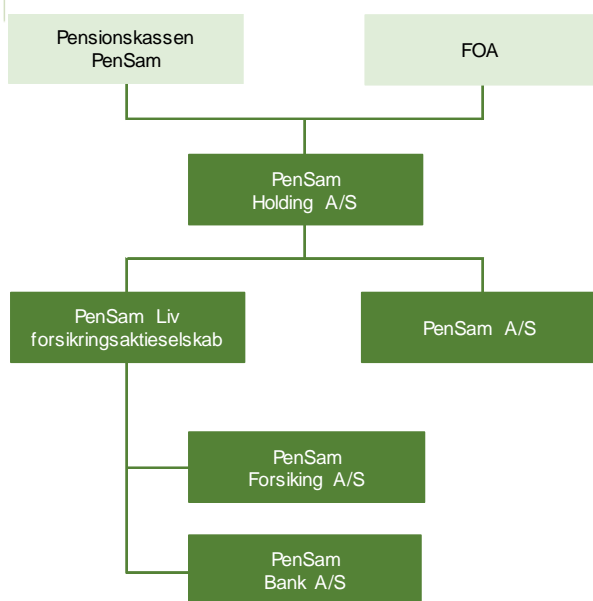 Pensionskassen
PenSam
FOA
PenSam
Holding A/S
PenSam Liv
forsikringsaktieselskab
PenSam A/S
PenSam
Forsiking A/S
PenSam
Bank A/S